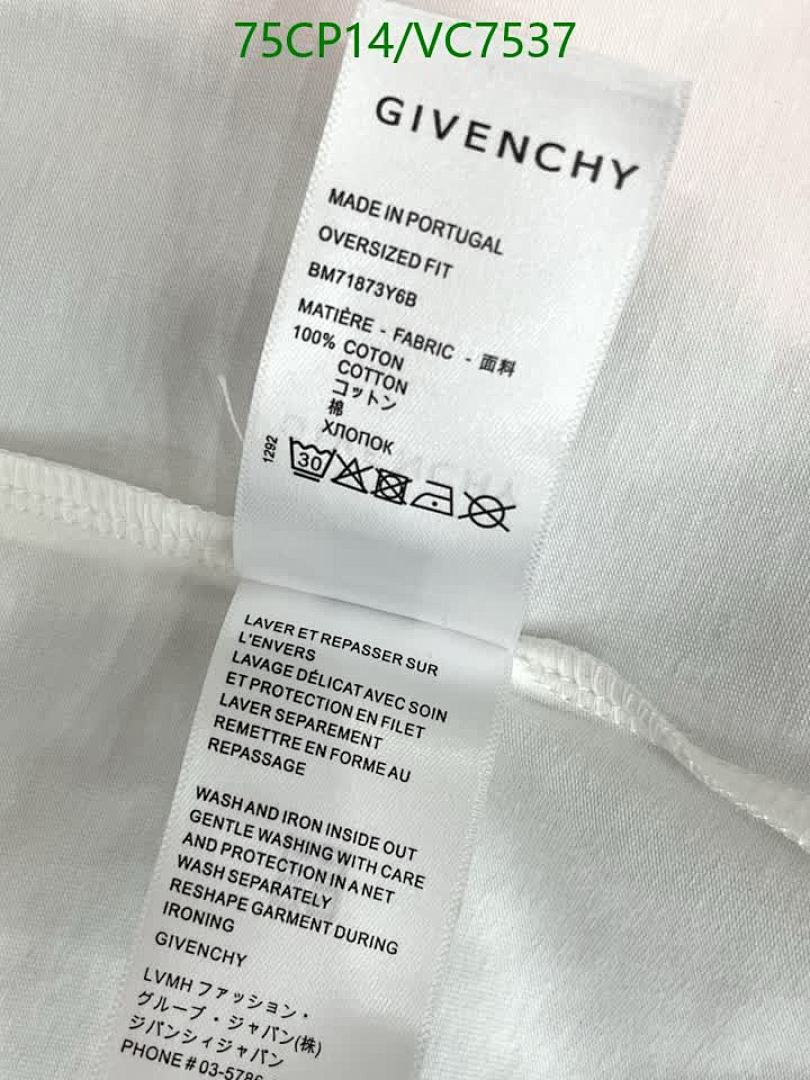 75CP14/VC7537
GIVENCHY
MADE IN PORTUGAL
OVERSIZED FIT
BM71873Y6B
MATIÈRE - FABRIC - 面料
100% COTON
COTTON
コットン
棉
ХЛОПОК
1292
30
LAVER ET REPASSER SUR
L'ENVERS
LAVAGE DÉLICAT AVEC SOIN
ET PROTECTION EN FILET
LAVER SEPAREMENT
REMETTRE EN FORME AU
REPASSAGE
WASH AND IRON INSIDE OUT
GENTLE WASHING WITH CARE
AND PROTECTION IN A NET
WASH SEPARATELY
RESHAPE GARMENT DURING
IRONING
GIVENCHY
LVMH ファッション・
グループ・ジャパン(株)
ジバンシィジャパン
PHONE # 03-5786